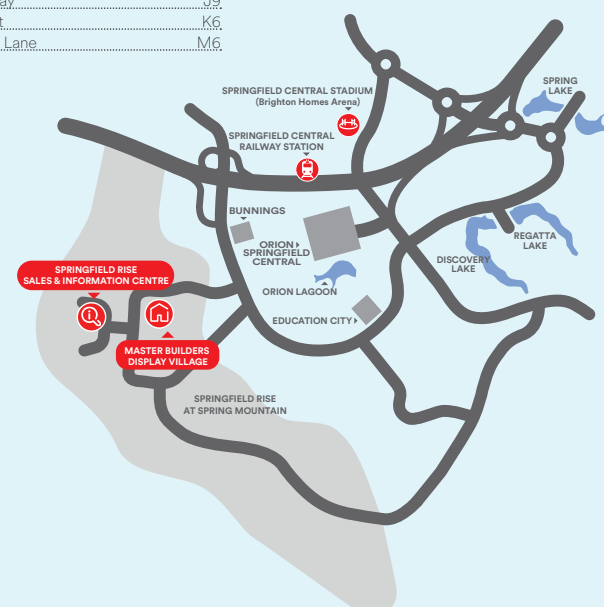 J9
K6
Lane M6
SPRING
LAKE
SPRINGFIELD CENTRAL STADIUM
(Brighton Homes Arena)
SPRINGFIELD CENTRAL
RAILWAY STATION
BUNNINGS
ORION
SPRINGFIELD
CENTRAL
REGATTA
LAKE
DISCOVERY
LAKE
SPRINGFIELD RISE
SALES & INFORMATION CENTRE
ORION LAGOON
EDUCATION CITY
MASTER BUILDERS
DISPLAY VILLAGE
SPRINGFIELD RISE
AT SPRING MOUNTAIN